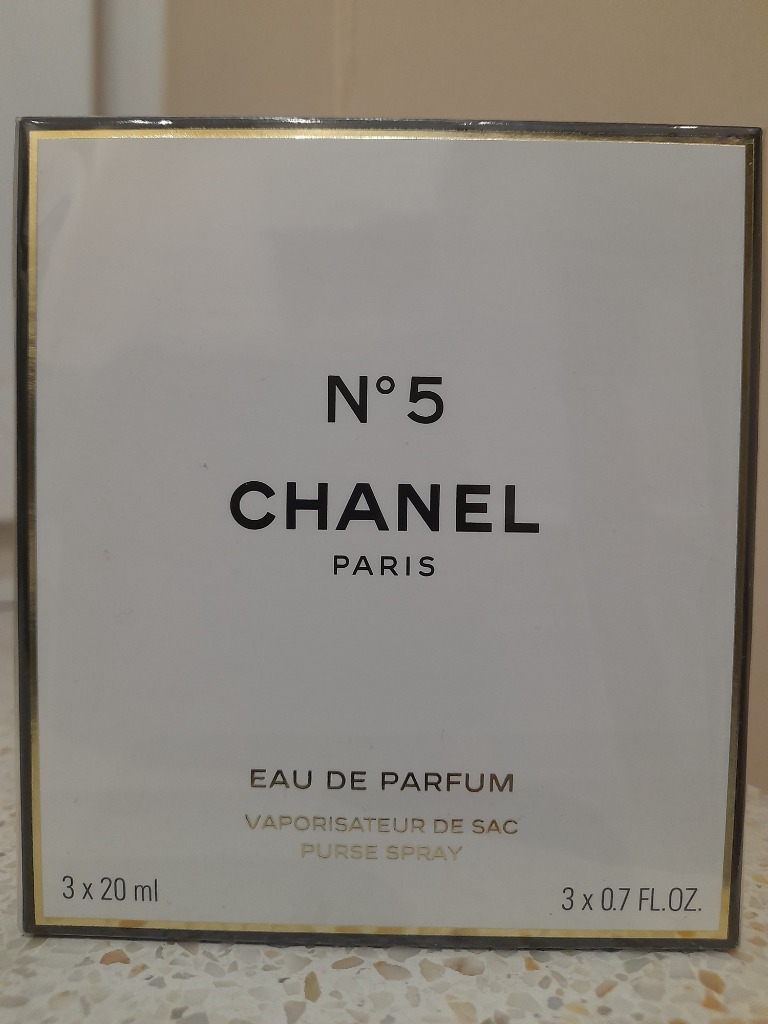 N°5
CHANEL
PARIS
EAU DE PARFUM
VAPORISATEUR DE SAC
PURSE SPRAY
3 x 20 ml
3 x 0.7 FL.OZ.